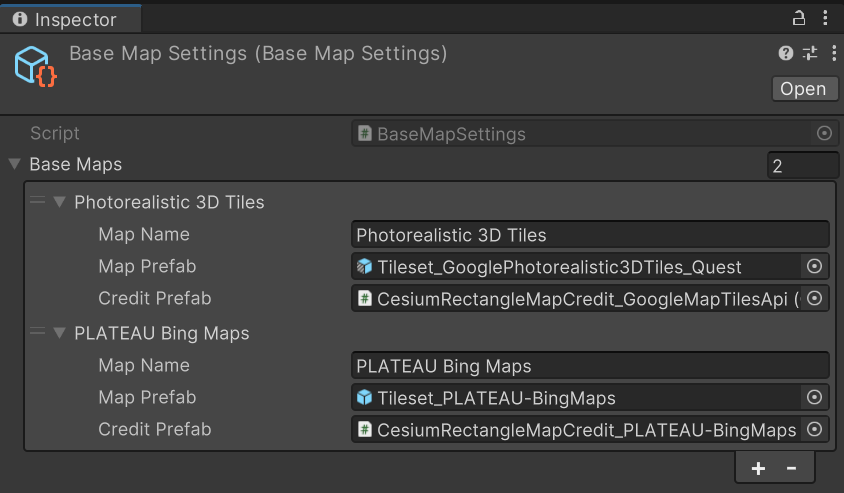 Inspector
Base Map Settings (Base Map Settings)
Open
Script
BaseMapSettings
Base Maps
2
Photorealistic 3D Tiles
Map Name
Photorealistic 3D Tiles
Map Prefab
Tileset_GooglePhotorealistic3DTiles_Quest
Credit Prefab
CesiumRectangleMapCredit_GoogleMapTilesApi (
PLATEAU Bing Maps
Map Name
PLATEAU Bing Maps
Map Prefab
Tileset_PLATEAU-BingMaps
Credit Prefab
CesiumRectangleMapCredit_PLATEAU-BingMaps
+ -